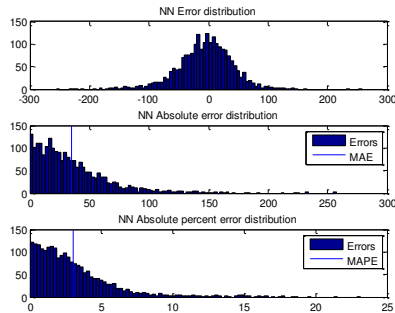 NN Error distribution
150
100
50
0
-300 -200 -100 0 100 200 300
NN Absolute error distribution
150
100
50
0
Errors
MAE
0 50 100 150 200 250 300
NN Absolute percent error distribution
150
100
50
0
Errors
MAPE
0 5 10 15 20 25